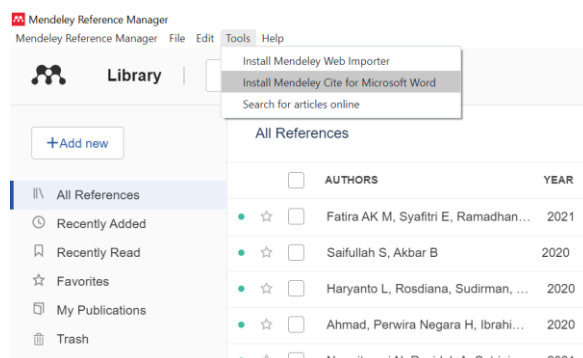 Mendeley Reference Manager
Mendeley Reference Manager File Edit Tools Help
Install Mendeley Web Importer
Library
Install Mendeley Cite for Microsoft Word
Search for articles online
+Add new
All References
AUTHORS YEAR
All References
Recently Added
Fatira AK M, Syafitri E, Ramadhan... 2021
Recently Read
Saifullah S, Akbar B 2020
Favorites
Haryanto L, Rosdiana, Sudirman, ... 2020
My Publications
Ahmad, Perwira Negara H, Ibrahi... 2020
Trash